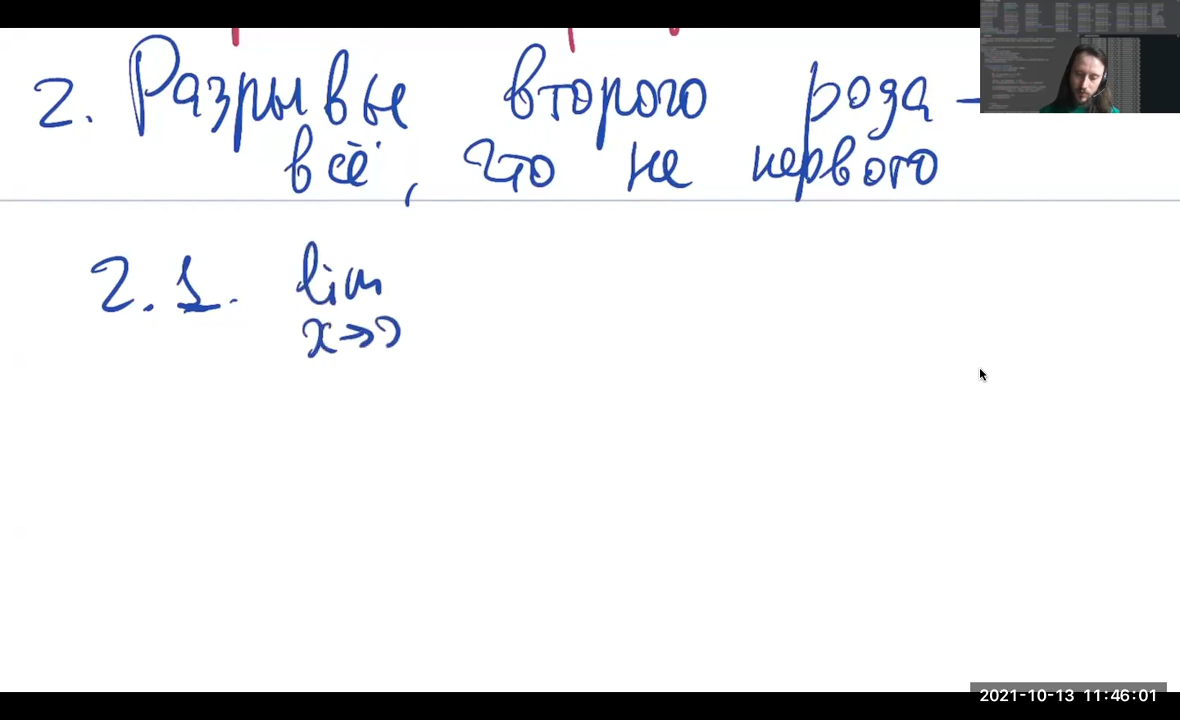 2. Разрывы второго рода –
всё, что не первого
2.1. lim
x→
2021-10-13 11:46:01